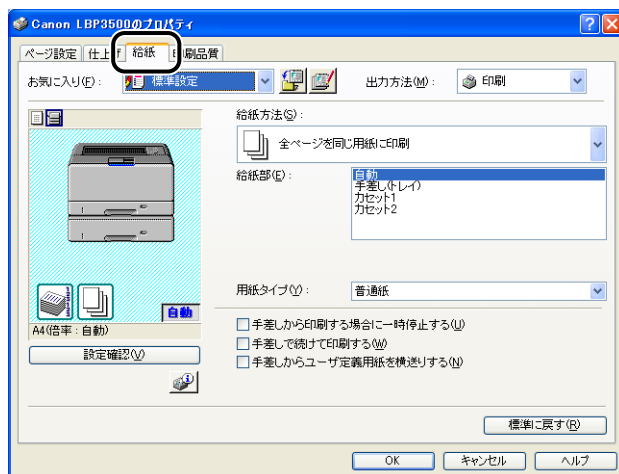 Canon LBP3500のプロパティ
ページ設定 仕上げ 給紙 印刷品質
お気に入り(F): 標準設定 出力方法(M): 印刷
給紙方法(S):
全ページを同じ用紙に印刷
給紙部(E): 自動
手差し(トレイ)
カセット1
カセット2
自動
用紙タイプ(Y): 普通紙
A4(倍率:自動)
手差しから印刷する場合に一時停止する(U)
手差しで続けて印刷する(W)
手差しからユーザ定義用紙を横送りする(N)
設定確認(V)
標準に戻す(R)
OK キャンセル ヘルプ